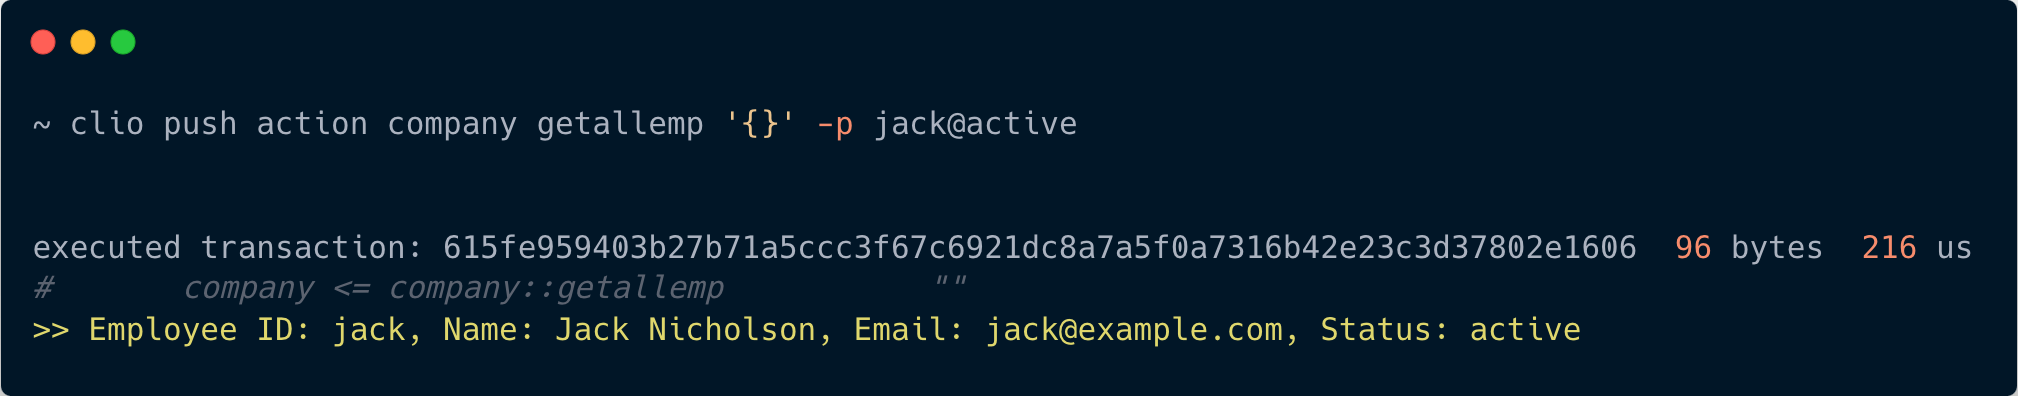 ~ clio push action company getallemp '{}' -p jack@active
executed transaction: 615fe959403b27b71a5ccc3f67c6921dc8a7a5f0a7316b42e23c3d37802e1606  96 bytes  216 us
#       company <= company::getallemp           ""
>> Employee ID: jack, Name: Jack Nicholson, Email: jack@example.com, Status: active